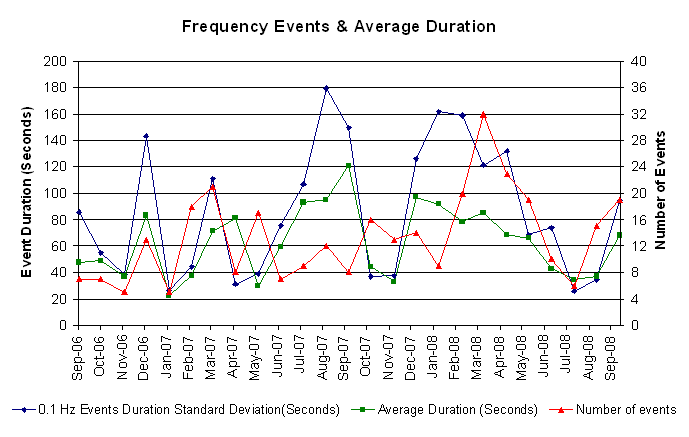 Frequency Events & Average Duration
Event Duration (Seconds)
200
180
160
140
120
100
80
60
40
20
0
40
36
32
28
24
20
16
12
8
4
0
Number of Events
Sep-06
Oct-06
Nov-06
Dec-06
Jan-07
Feb-07
Mar-07
Apr-07
May-07
Jun-07
Jul-07
Aug-07
Sep-07
Oct-07
Nov-07
Dec-07
Jan-08
Feb-08
Mar-08
Apr-08
May-08
Jun-08
Jul-08
Aug-08
Sep-08
0.1 Hz Events Duration Standard Deviation(Seconds)
Average Duration (Seconds)
Number of events